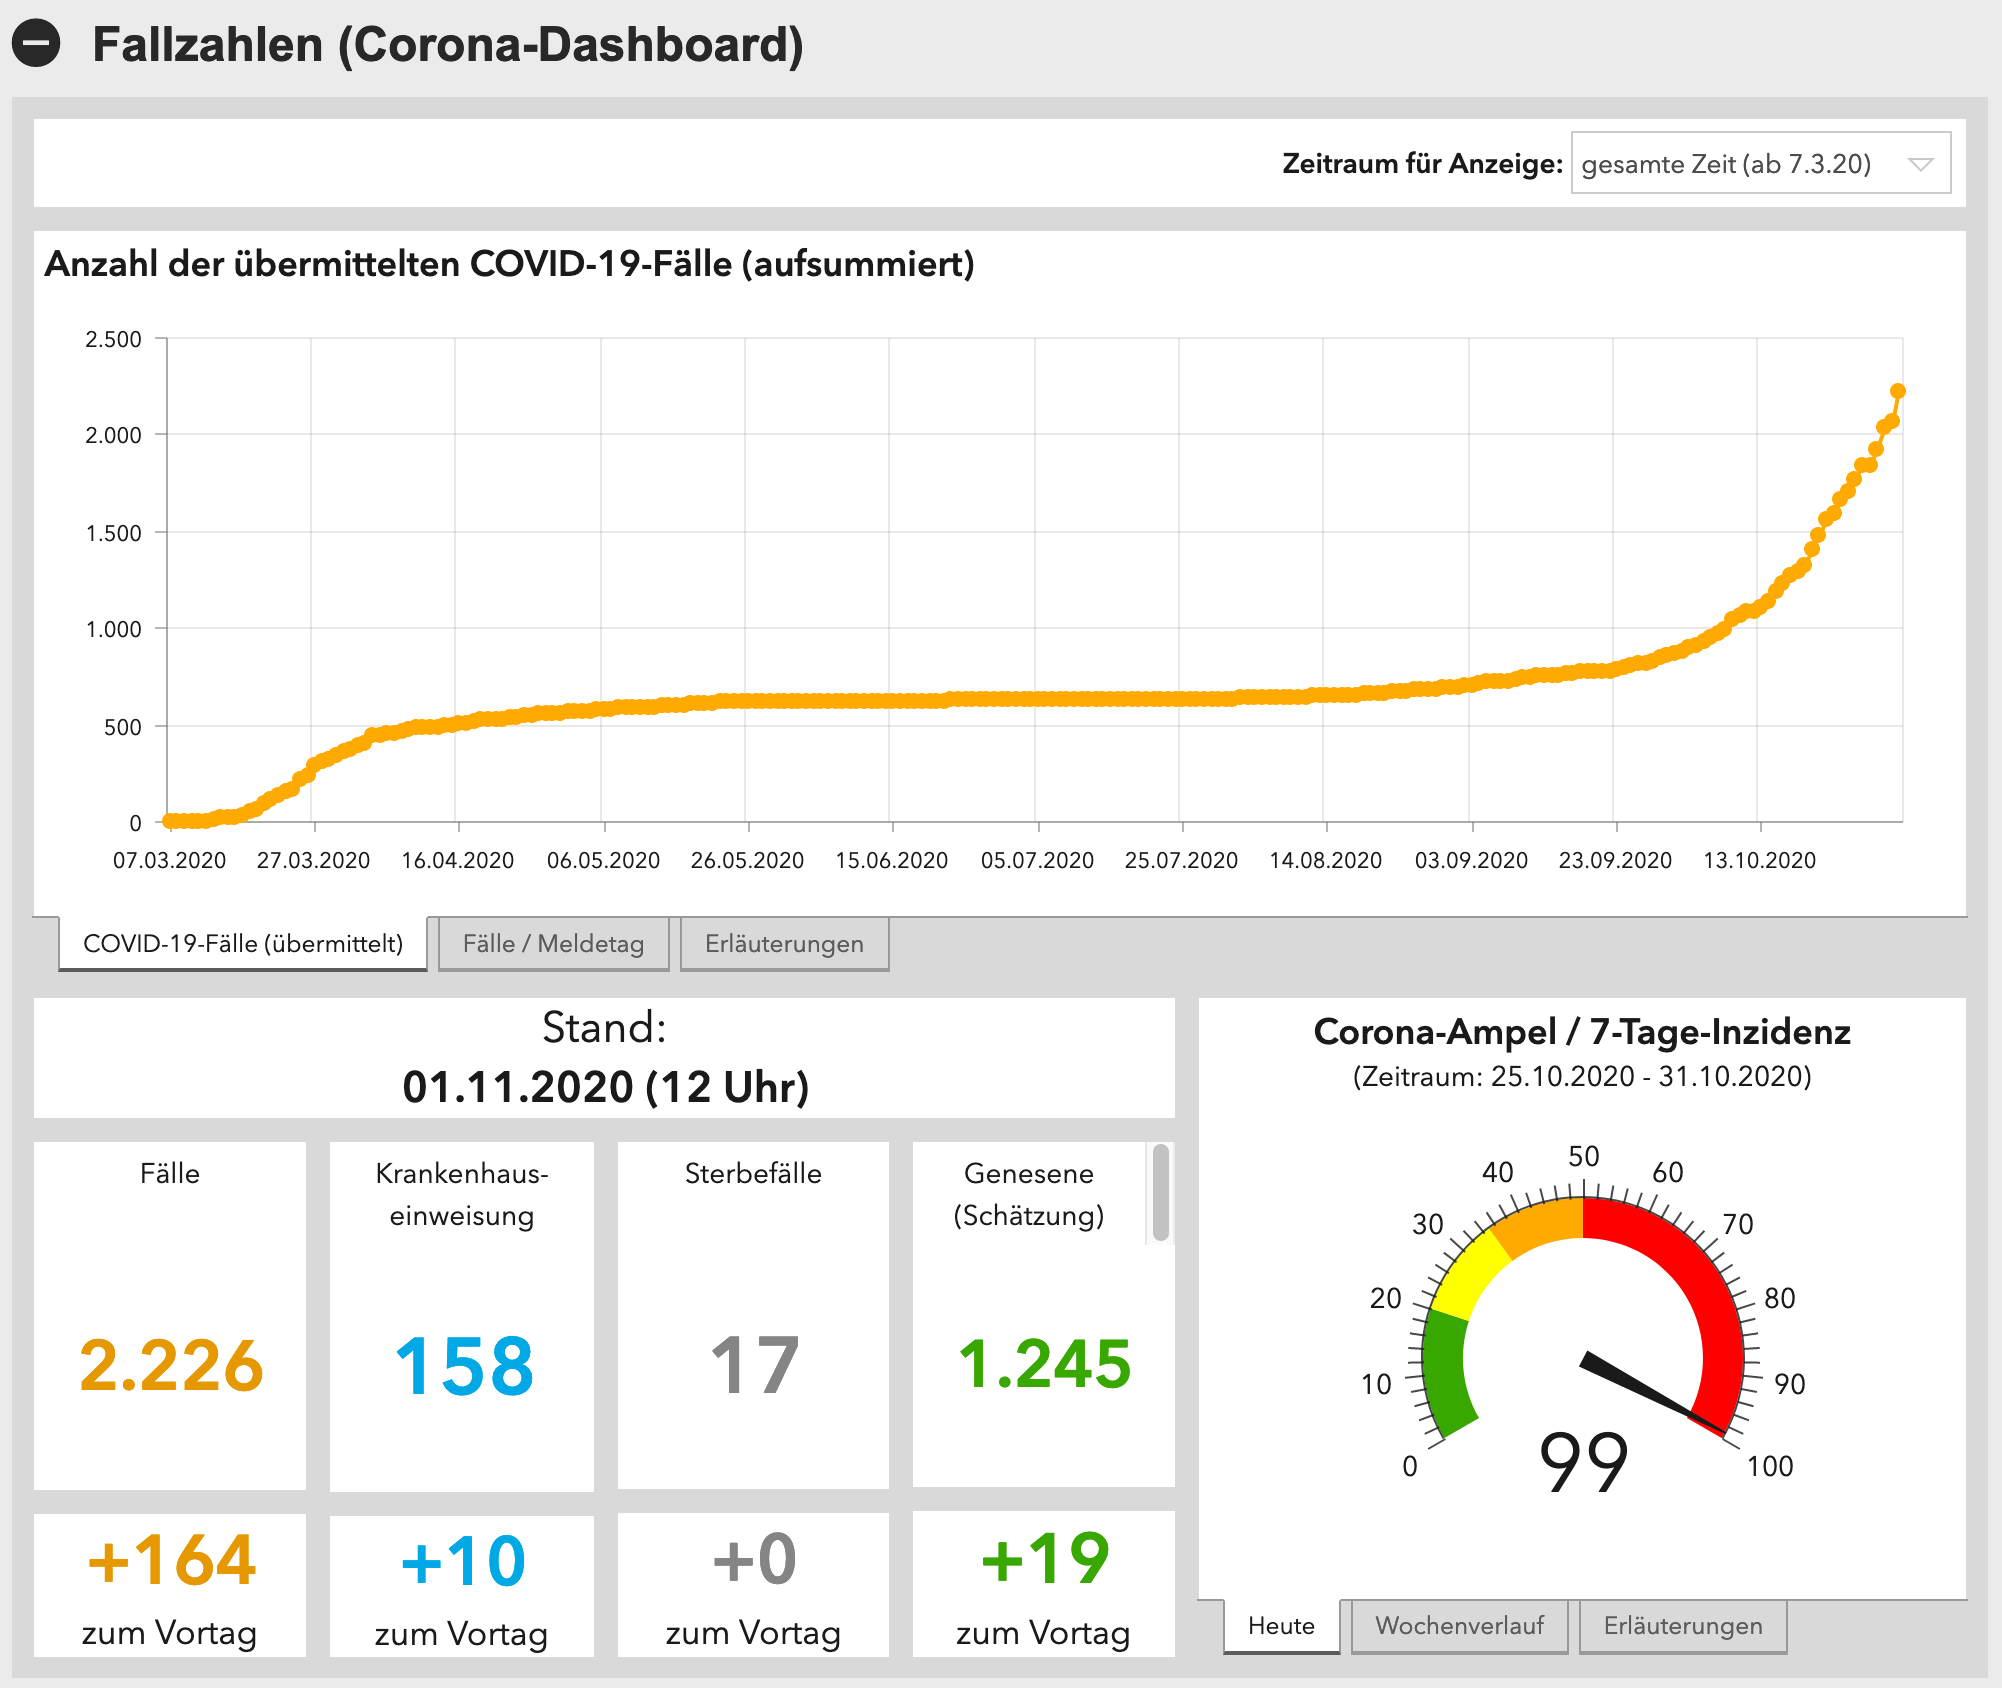 Fallzahlen (Corona-Dashboard)
Zeitraum für Anzeige: gesamte Zeit (ab 7.3.20)
Anzahl der übermittelten COVID-19-Fälle (aufsummiert)
2.500
2.000
1.500
1.000
500
0
07.03.2020 27.03.2020 16.04.2020 06.05.2020 26.05.2020 15.06.2020 05.07.2020 25.07.2020 14.08.2020 03.09.2020 23.09.2020 13.10.2020
COVID-19-Fälle (übermittelt) Fälle / Meldetag Erläuterungen
Stand:
01.11.2020 (12 Uhr)
Fälle
2.226
+164
zum Vortag
Krankenhaus-
einweisung
158
+10
zum Vortag
Sterbefälle
17
+0
zum Vortag
Genesene
(Schätzung)
1.245
+19
zum Vortag
Corona-Ampel / 7-Tage-Inzidenz
(Zeitraum: 25.10.2020 - 31.10.2020)
0
10
20
30
40
50
60
70
80
90
100
99
Heute Wochenverlauf Erläuterungen